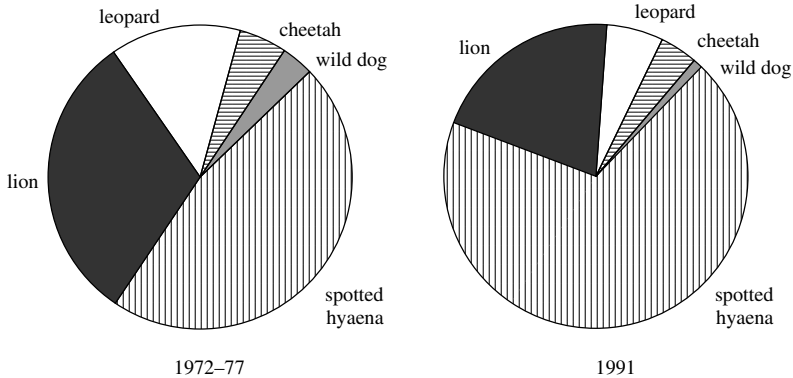 leopard
cheetah
wild dog
lion
spotted
hyaena
1972–77
leopard
cheetah
lion
wild dog
spotted
hyaena
1991